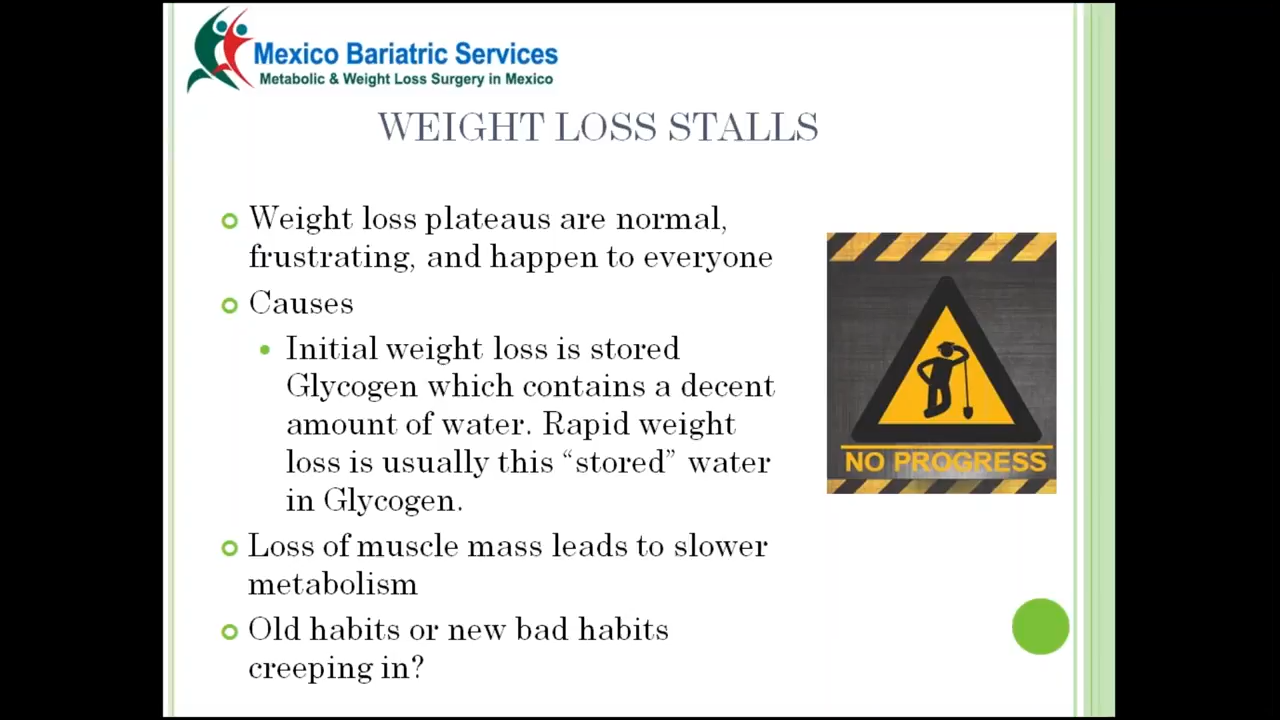 Mexico Bariatric Services
Metabolic & Weight Loss Surgery in Mexico
WEIGHT LOSS STALLS
Weight loss plateaus are normal,
frustrating, and happen to everyone
Causes
Initial weight loss is stored
Glycogen which contains a decent
amount of water. Rapid weight
loss is usually this “stored” water
in Glycogen.
Loss of muscle mass leads to slower
metabolism
Old habits or new bad habits
creeping in?
NO PROGRESS